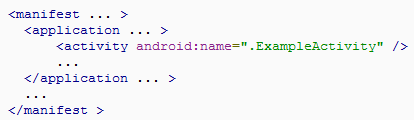 <manifest ... >
  <application ... >
      <activity android:name=".ExampleActivity" />
      ...
  </application ... >
  ...
</manifest >